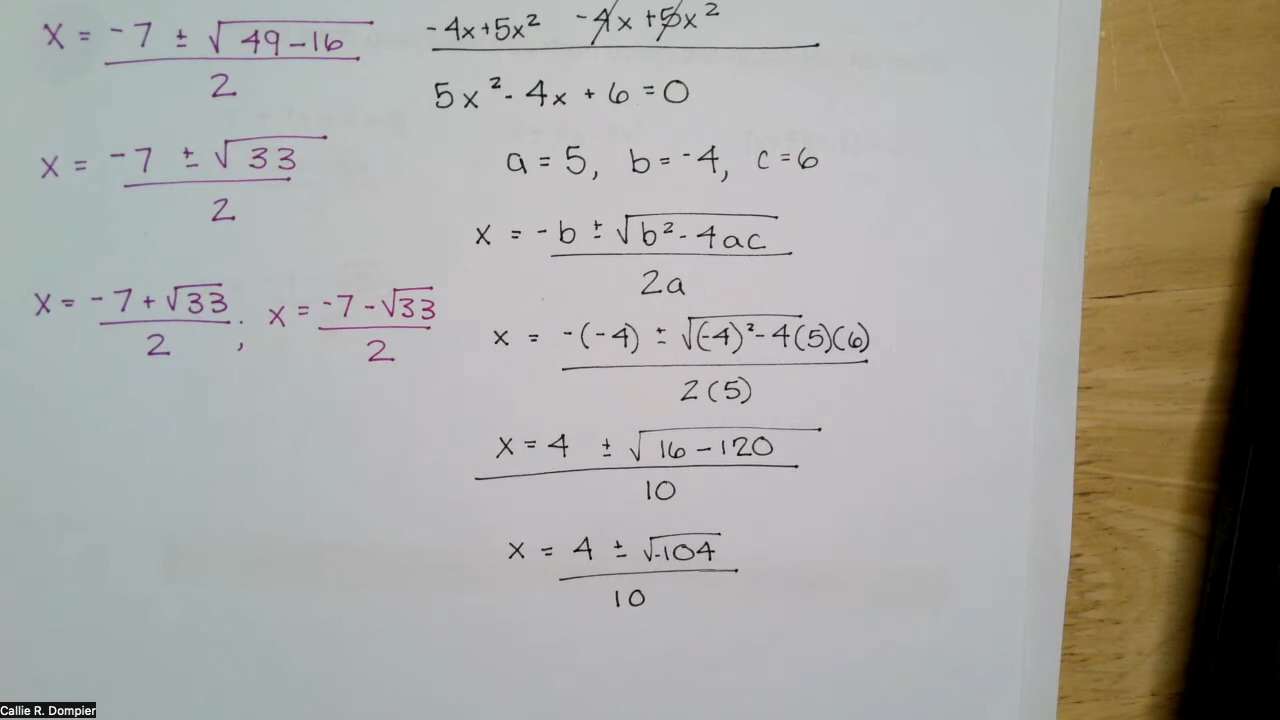 x = -7 ± √49-16
2
x = -7 ± √33
2
x = -7 + √33 / 2 ; x = -7 - √33 / 2
-4x+5x² -4x +5x²
5x² - 4x + 6 = 0
a = 5, b = -4, c = 6
x = -b ± √b² - 4ac
2a
x = -(-4) ± √(-4)² - 4(5)(6)
2(5)
x = 4 ± √16 - 120
10
x = 4 ± √-104
10
Callie R. Dompier